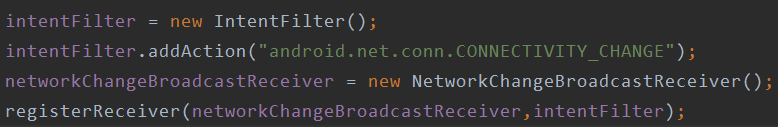 intentFilter = new IntentFilter();
intentFilter.addAction("android.net.conn.CONNECTIVITY_CHANGE");
networkChangeBroadcastReceiver = new NetworkChangeBroadcastReceiver();
registerReceiver(networkChangeBroadcastReceiver,intentFilter);